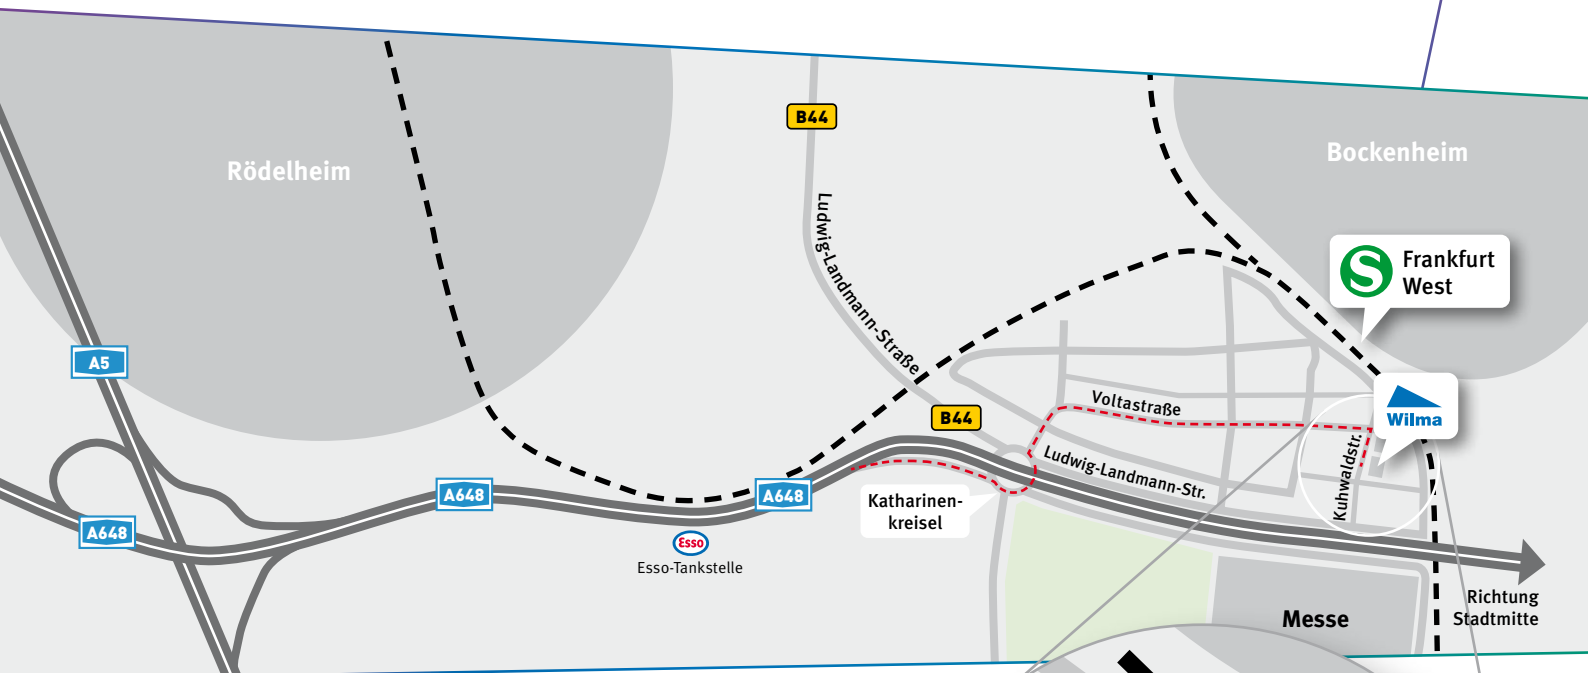 B44
Rödelheim
Bockenheim
Ludwig-Landmann-Straße
S
Frankfurt
West
A5
Wilma
B44
Voltastraße
Ludwig-Landmann-Str.
Kuhwaldstr.
A648
A648
A648
Katharinen-
kreisel
Esso
Esso-Tankstelle
Messe
Richtung
Stadtmitte